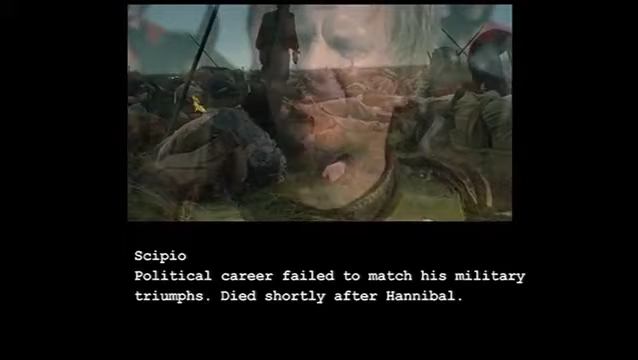 Scipio
Political career failed to match his military
triumphs. Died shortly after Hannibal.